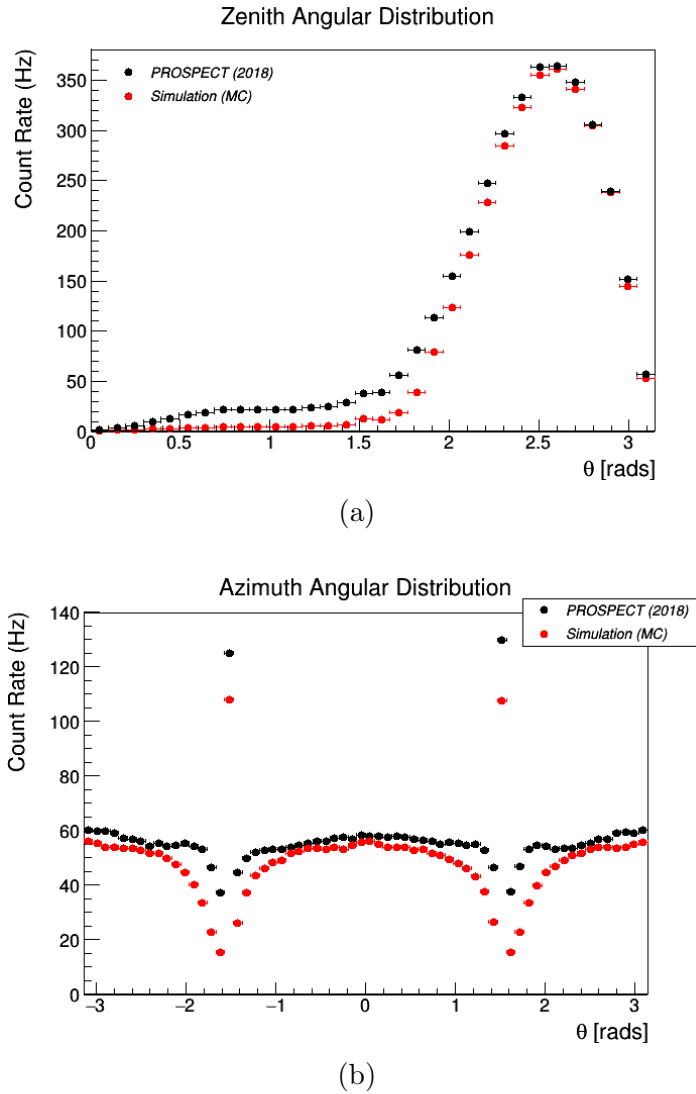 Zenith Angular Distribution
Count Rate (Hz)
350
300
250
200
150
100
50
0
PROSPECT (2018)
Simulation (MC)
0 0.5 1 1.5 2 2.5 3
θ [rads]
(a)
Azimuth Angular Distribution
Count Rate (Hz)
140
120
100
80
60
40
20
0
PROSPECT (2018)
Simulation (MC)
−3 −2 −1 0 1 2 3
θ [rads]
(b)